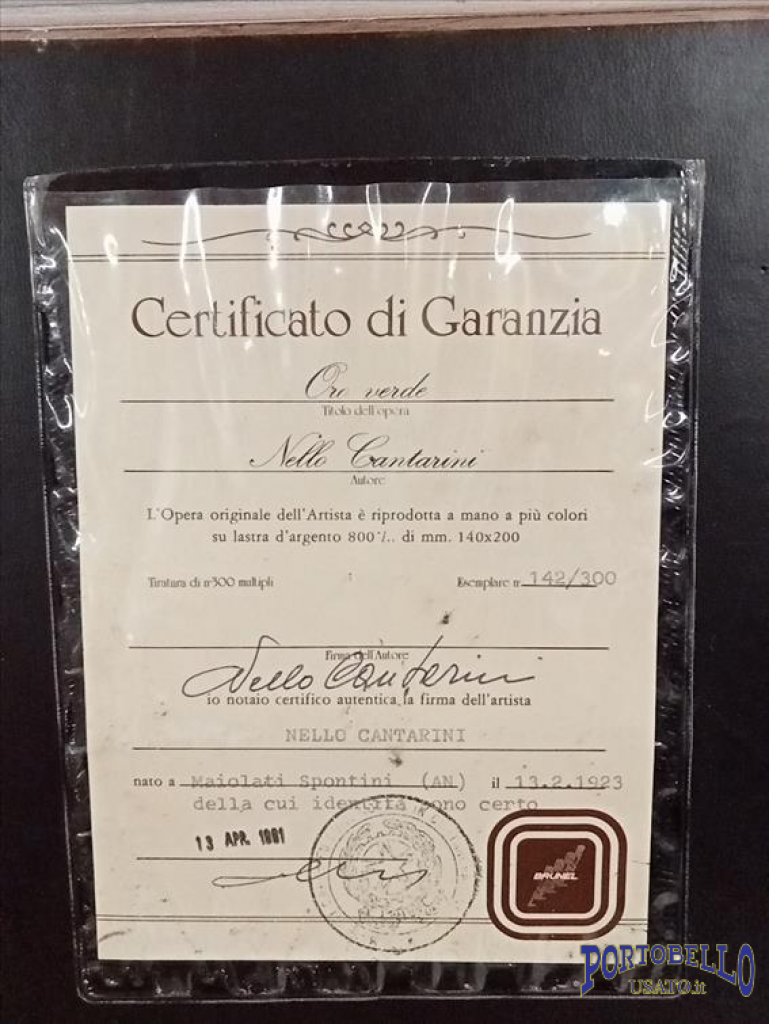 Certificato di Garanzia
Oro verde
Titolo dell'opera
Nello Cantarini
Autore
L'Opera originale dell'Artista è riprodotta a mano a più colori
su lastra d'argento 800‰. di mm. 140x200
Tiratura di n°300 multipli Esemplare n. 142/300
Firma dell'Autore
Nello Cantarini
io notaio certifico autentica la firma dell'artista
NELLO CANTARINI
nato a Maiolati Spontini (AN) il 13.2.1923
della cui identità sono certo
13 APR. 1981
BRUNEL
PORTOBELLO
USATO.it